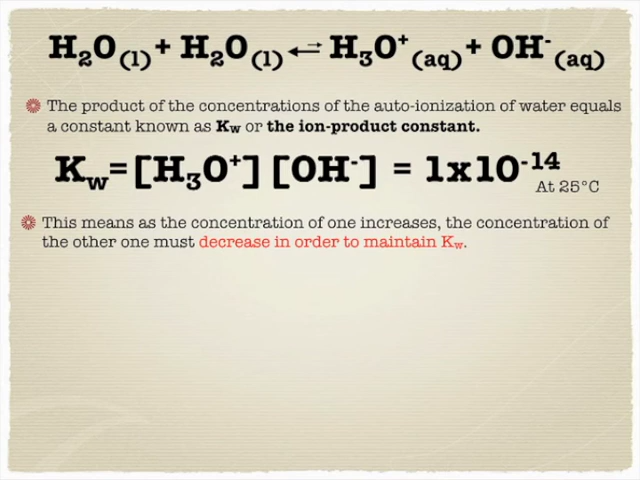 H₂O(l) + H₂O(l) ⇌ H₃O⁺(aq) + OH⁻(aq)
The product of the concentrations of the auto-ionization of water equals
a constant known as Kw or the ion-product constant.
Kw=[H₃O⁺][OH⁻] = 1x10⁻¹⁴
At 25°C
This means as the concentration of one increases, the concentration of
the other one must decrease in order to maintain Kw.